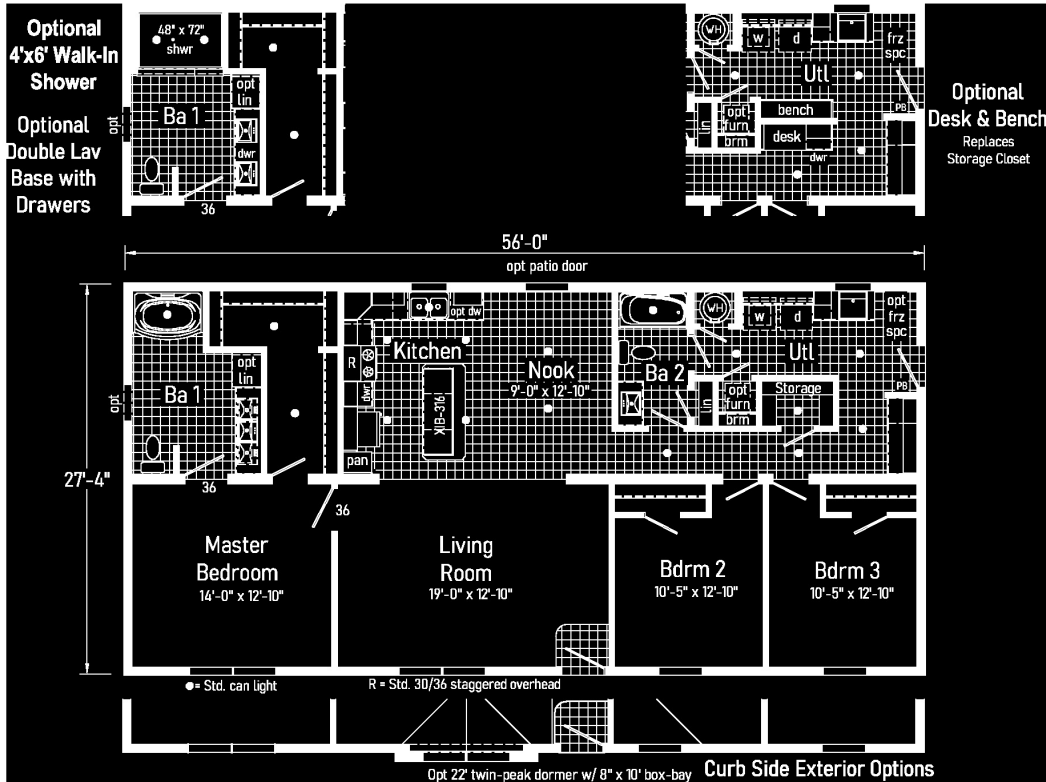 Optional
4'x6' Walk-In
Shower
Optional
Double Lav
Base with
Drawers
48" x 72"
shwr
opt
lin
Ba 1
opt
dwr
36
WH
w
d
frz
spc
Utl
PB
lin
opt
furn
brm
bench
desk
dwr
Optional
Desk & Bench
Replaces
Storage Closet
56'-0"
opt patio door
27'-4"
opt
lin
Ba 1
opt
36
R
dwr
pan
opt dw
Kitchen
KIB-316
Nook
9'-0" x 12'-10"
Ba 2
WH
w
d
opt
frz
spc
Utl
PB
lin
opt
furn
brm
Storage
36
Master
Bedroom
14'-0" x 12'-10"
Living
Room
19'-0" x 12'-10"
Bdrm 2
10'-5" x 12'-10"
Bdrm 3
10'-5" x 12'-10"
= Std. can light
R = Std. 30/36 staggered overhead
Opt 22' twin-peak dormer w/ 8" x 10' box-bay
Curb Side Exterior Options